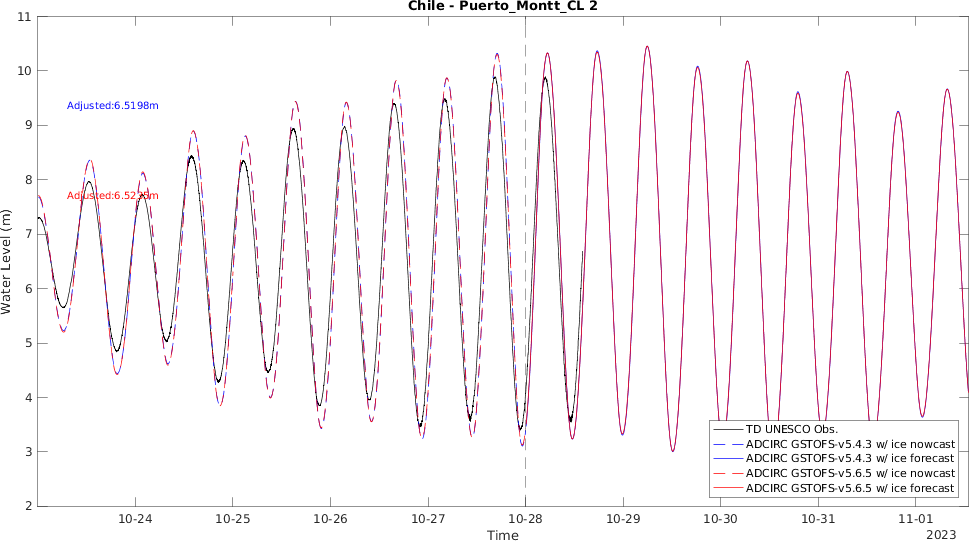 Chile - Puerto_Montt_CL 2
11
10
9
8
7
6
5
4
3
2
Water Level (m)
Adjusted:6.5198m
Adjusted:6.5225m
TD UNESCO Obs.
ADCIRC GSTOFS-v5.4.3 w/ ice nowcast
ADCIRC GSTOFS-v5.4.3 w/ ice forecast
ADCIRC GSTOFS-v5.6.5 w/ ice nowcast
ADCIRC GSTOFS-v5.6.5 w/ ice forecast
10-24 10-25 10-26 10-27 10-28 10-29 10-30 10-31 11-01
Time
2023